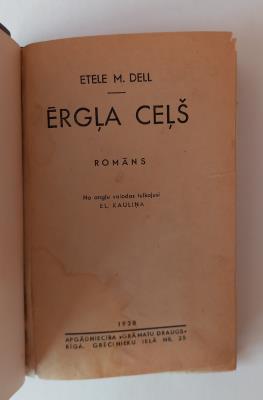 ETELE M. DELL
ĒRGĻA CEĻŠ
ROMĀNS
No angļu valodas tulkojusi
EL. KAULIŅA
1938
APGĀDNIECĪBA »GRĀMATU DRAUGS«
RĪGA, GRĒCINIEKU IELĀ NR. 25